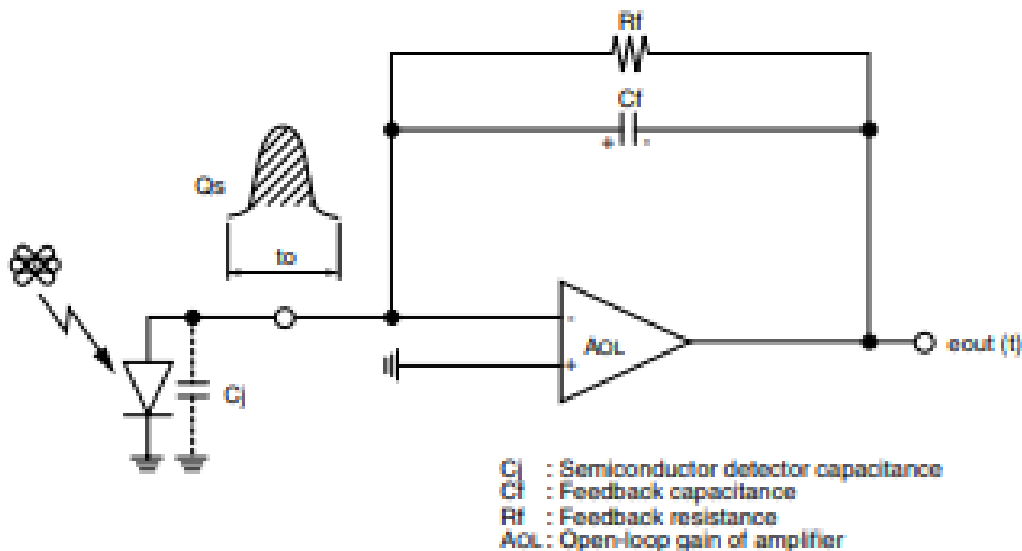 Rf
Cf
+ -
Qs
to
-
AOL
+
eout (t)
Cj
Cj : Semiconductor detector capacitance
Cf : Feedback capacitance
Rf : Feedback resistance
AOL : Open-loop gain of amplifier